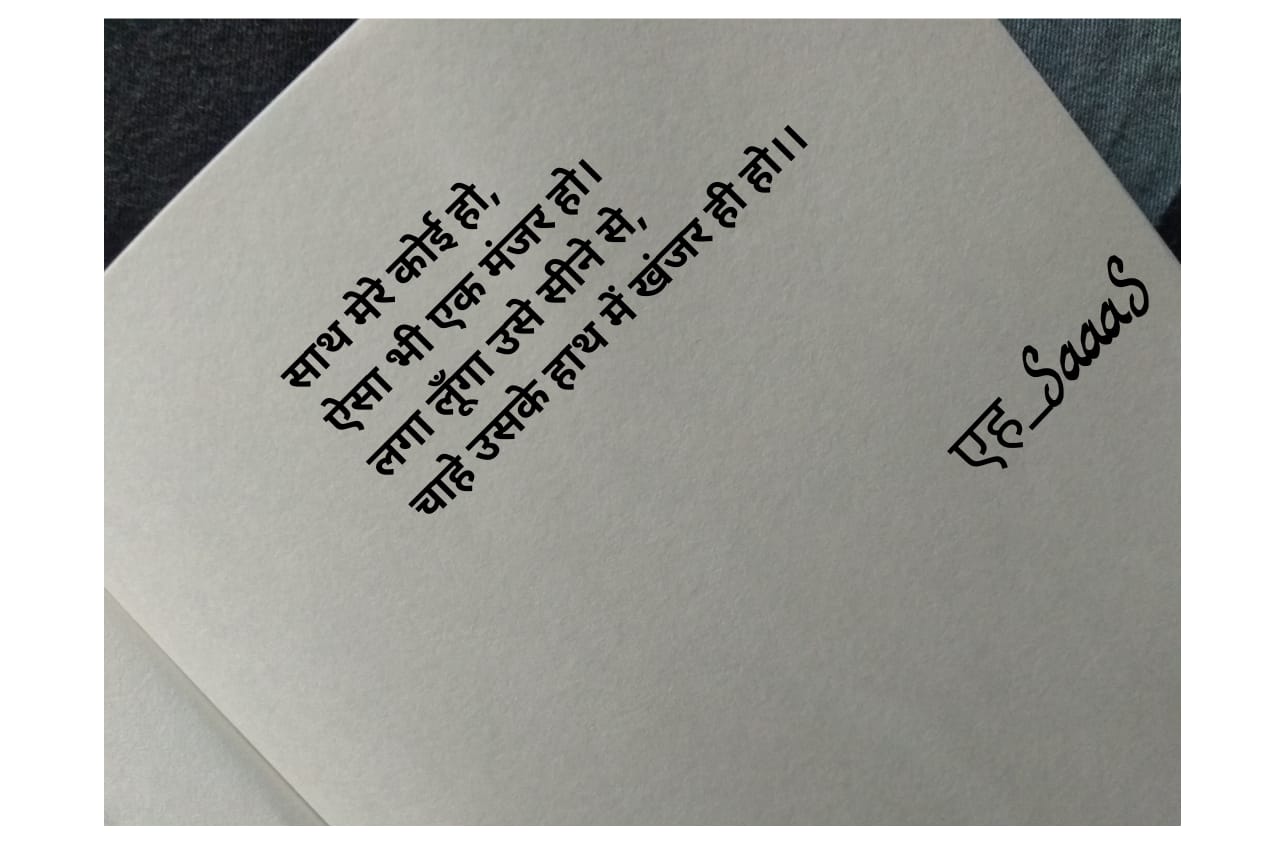 साथ मेरे कोई हो,
ऐसा भी एक मंजर हो।
लगा लूँगा उसे सीने से,
चाहे उसके हाथ में खंजर ही हो।।
एह_SaaaS